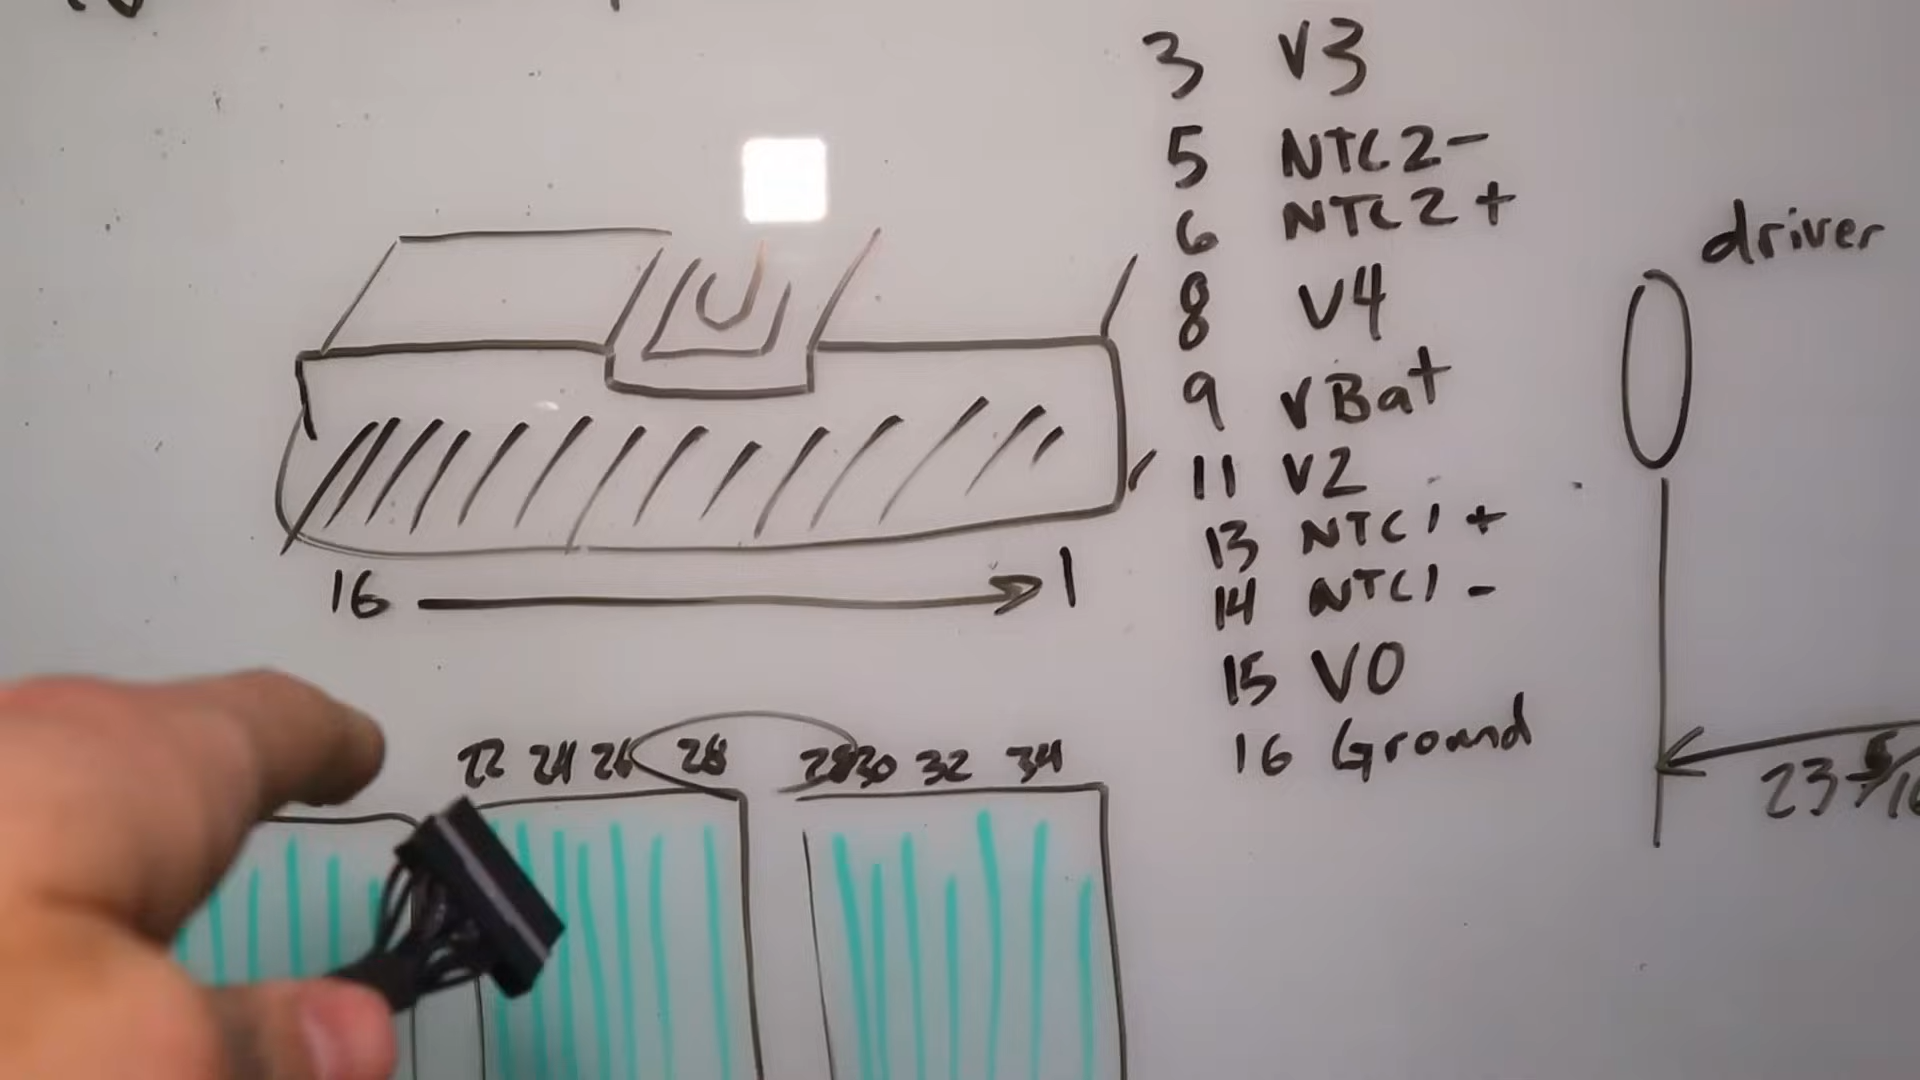 3 V3
5 NTC2-
6 NTC2+
driver
8 V4
9 VBat
11 V2
13 NTC1+
14 NTC1-
16 → 1
15 V0
16 Ground
22 24 26 28 28 30 32 34
23